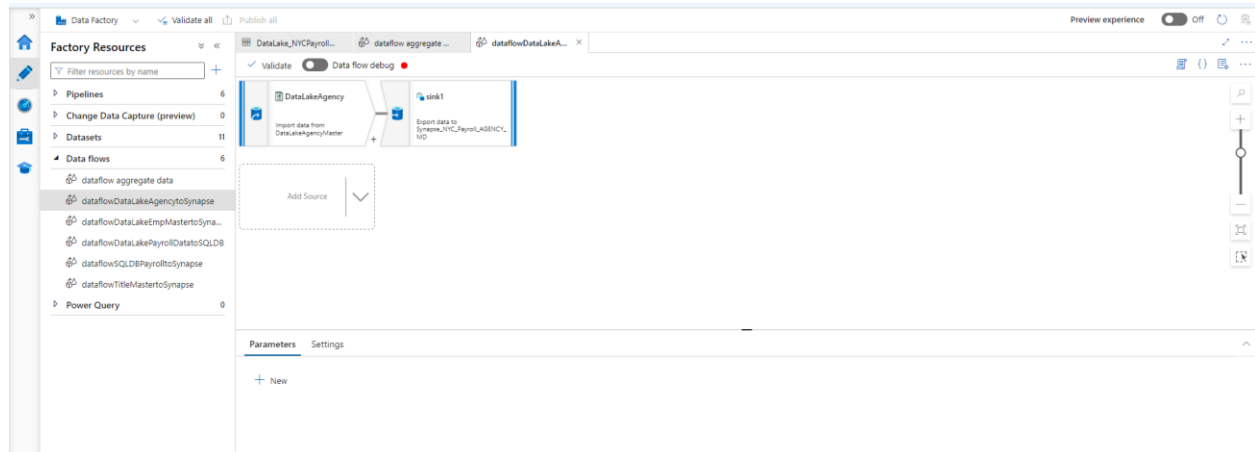 Data Factory
Validate all
Publish all
Preview experience
Off
Factory Resources
Filter resources by name
Pipelines 6
Change Data Capture (preview) 0
Datasets 11
Data flows 6
dataflow aggregate data
dataflowDataLakeAgencytoSynapse
dataflowDataLakeEmpMastertoSyna...
dataflowDataLakePayrollDatatoSQLDB
dataflowSQLDBPayrolltoSynapse
dataflowTitleMastertoSynapse
Power Query 0
DataLake_NYCPayroll...
dataflow aggregate ...
dataflowDataLakeA...
Validate
Data flow debug
DataLakeAgency
Import data from
DataLakeAgencyMaster
+
sink1
Export data to
Synapse_NYC_Payroll_AGENCY_
MD
Add Source
Parameters
Settings
New